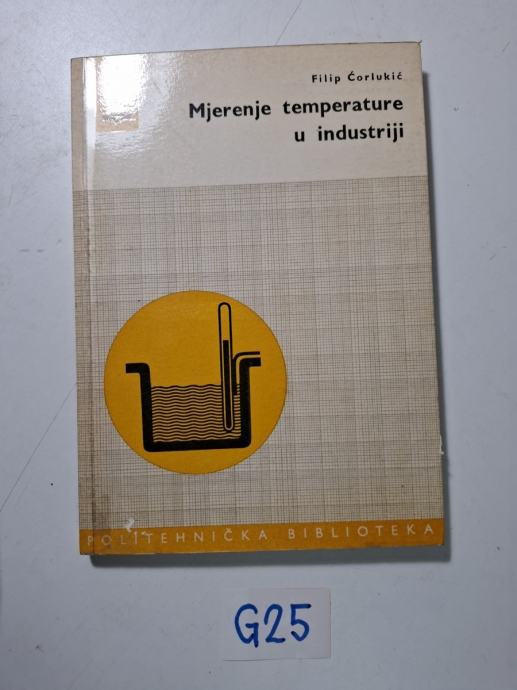 Filip Ćorlukić
Mjerenje temperature
u industriji
POLITEHNIČKA BIBLIOTEKA
G25